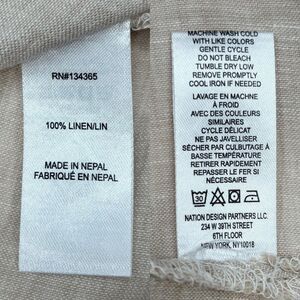 RN#134365
100% LINEN/LIN
MADE IN NEPAL
FABRIQUÉ EN NEPAL
MACHINE WASH COLD
WITH LIKE COLORS
GENTLE CYCLE
DO NOT BLEACH
TUMBLE DRY LOW
REMOVE PROMPTLY
COOL IRON IF NEEDED
LAVAGE EN MACHINE
À FROID
AVEC DES COULEURS
SIMILAIRES
CYCLE DÉLICAT
NE PAS JAVELLISER
SÉCHER PAR CULBUTAGE À
BASSE TEMPÉRATURE
RETIRER RAPIDEMENT
REPASSER LE FER SI
NÉCESSAIRE
30
NATION DESIGN PARTNERS LLC.
234 W 39TH STREET
6TH FLOOR
NEW YORK, NY10018